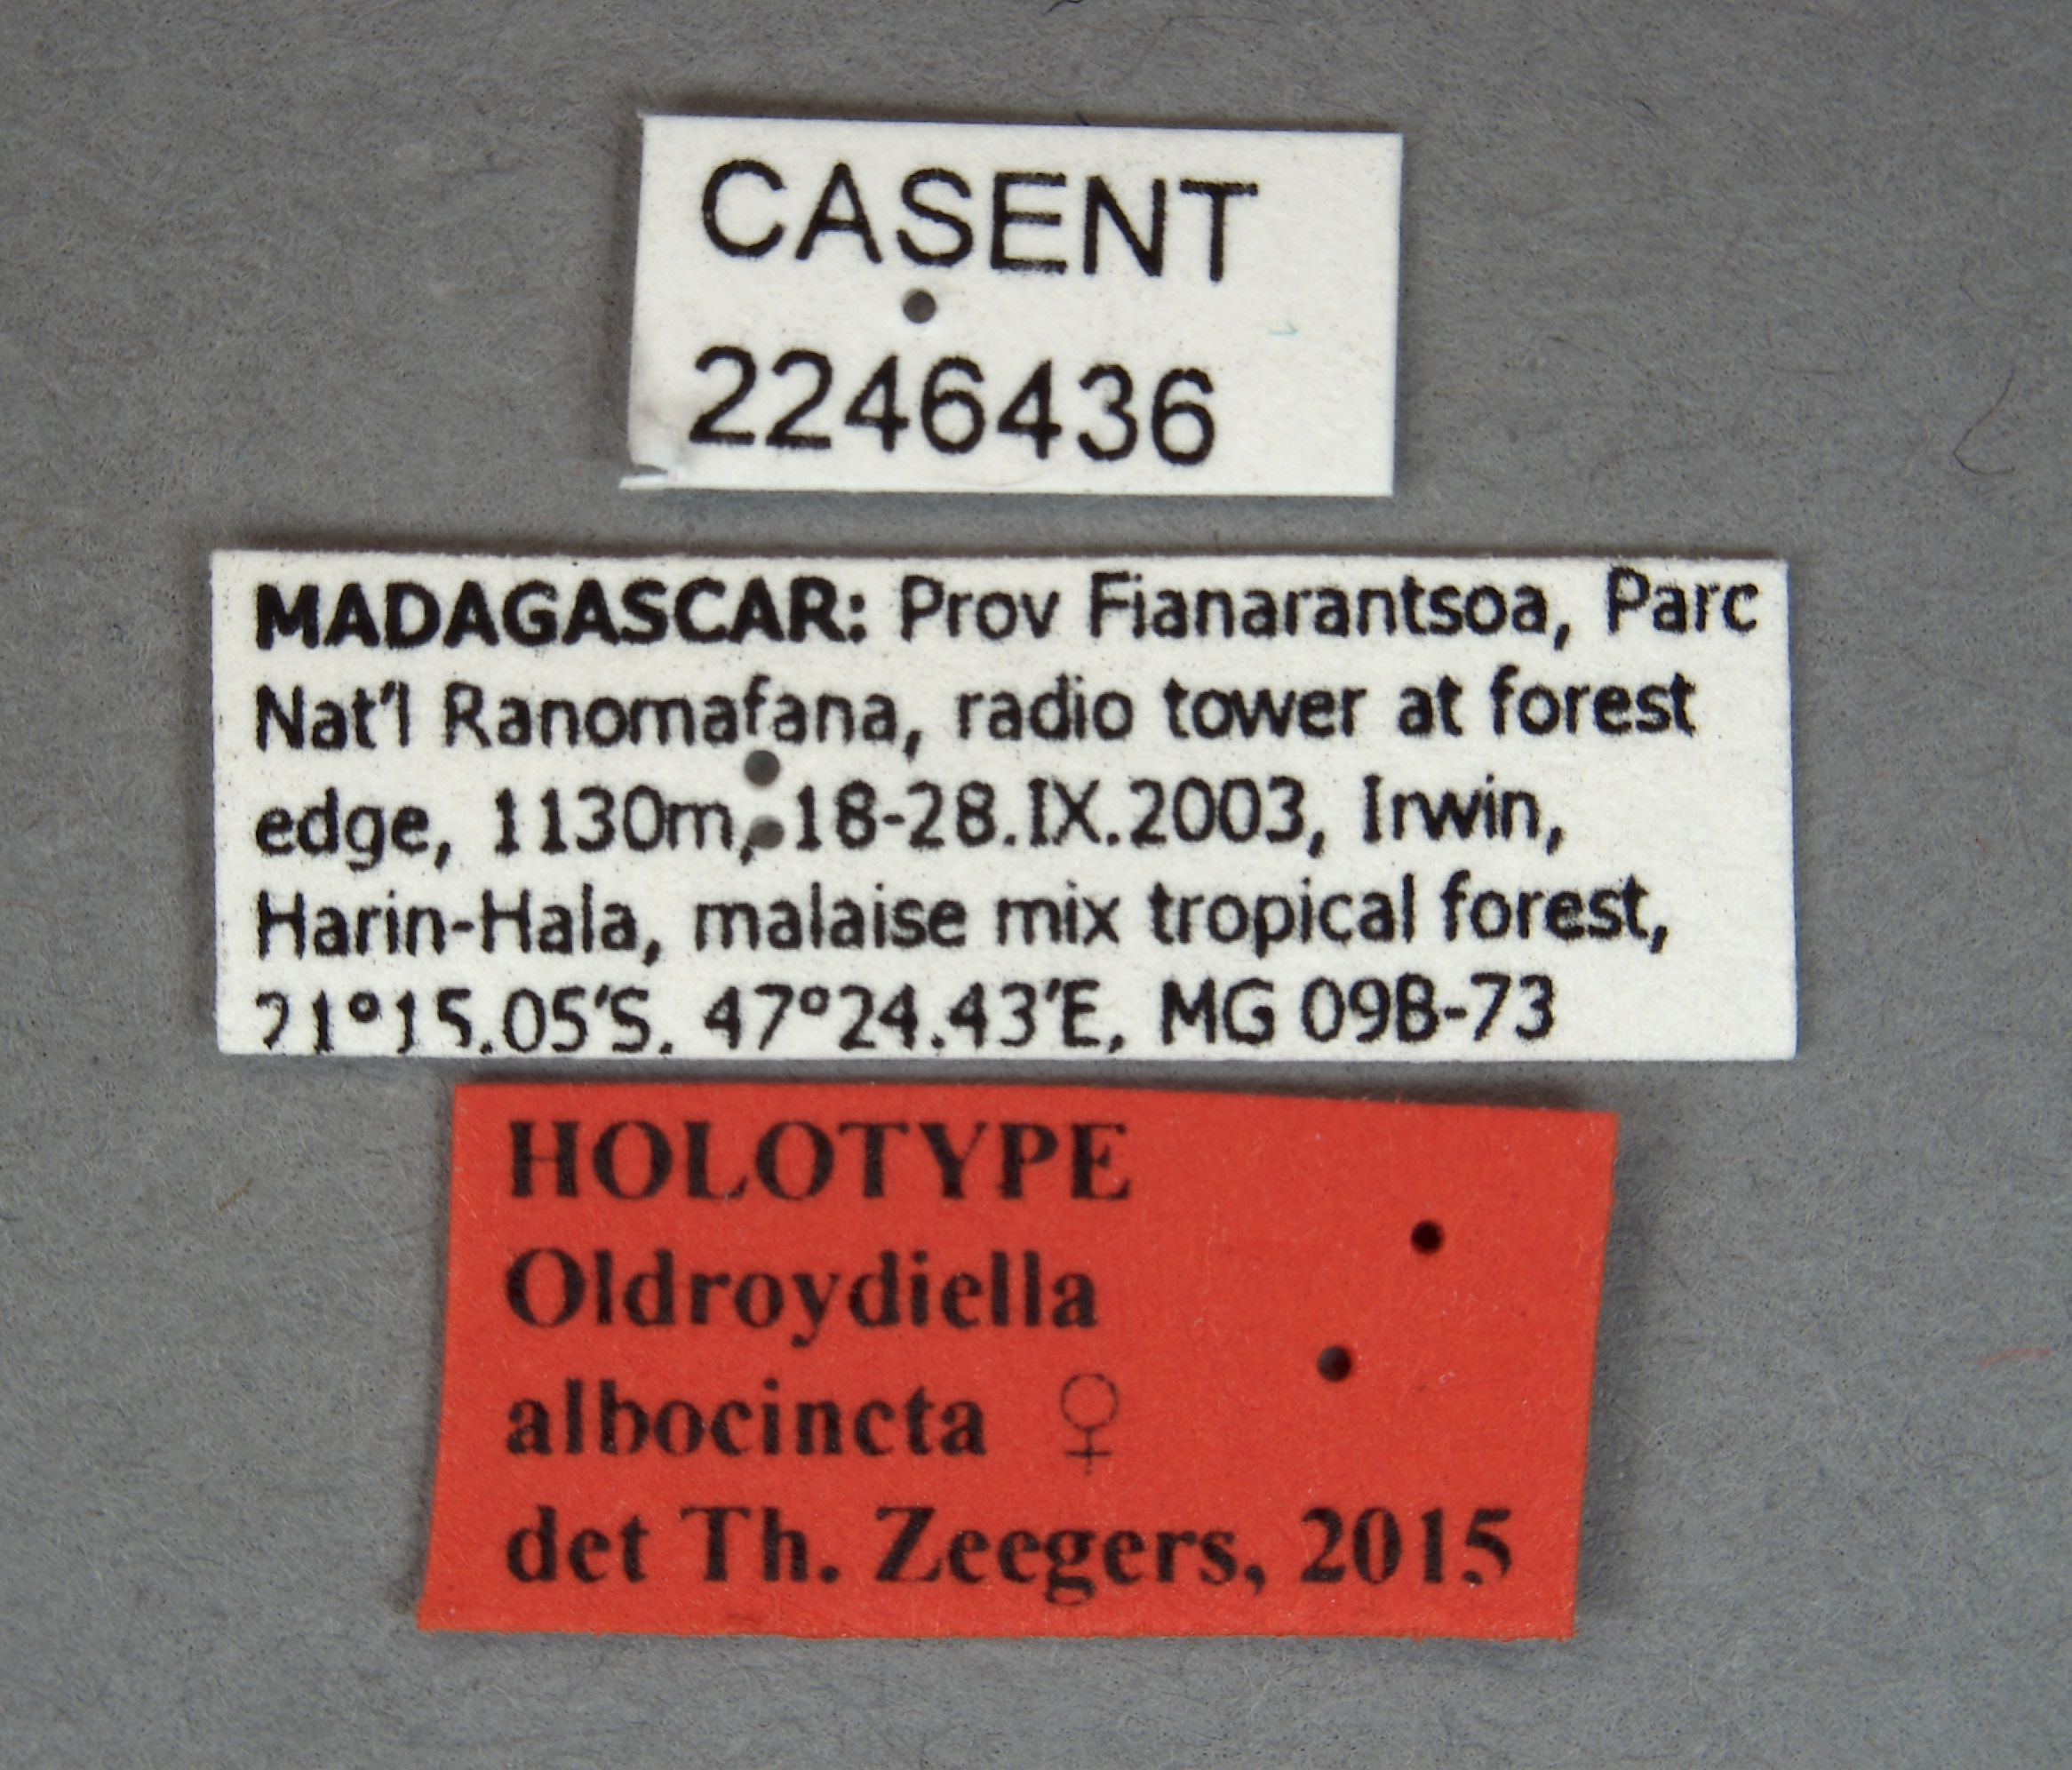 CASENT
2246436
MADAGASCAR: Prov Fianarantsoa, Parc
Nat'l Ranomafana, radio tower at forest
edge, 1130m, 18-28.IX.2003, Irwin,
Harin-Hala, malaise mix tropical forest,
21°15.05'S, 47°24.43'E, MG 09B-73
HOLOTYPE
Oldroydiella
albocincta ♀
det Th. Zeegers, 2015